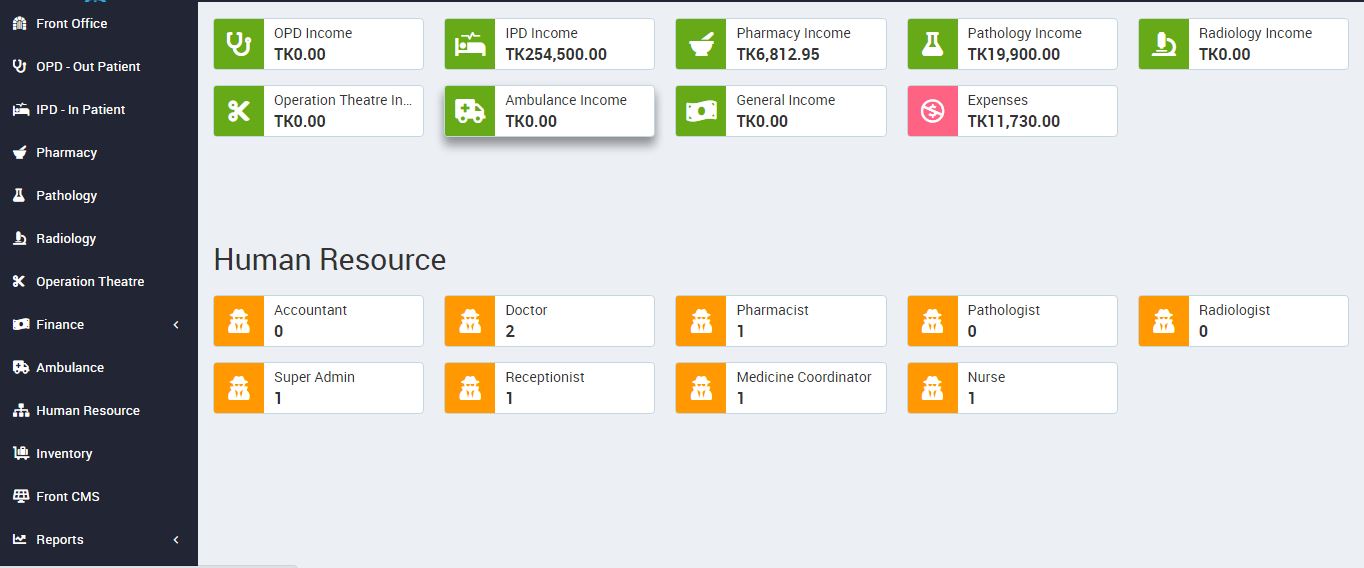 Front Office
OPD - Out Patient
IPD - In Patient
Pharmacy
Pathology
Radiology
Operation Theatre
Finance
Ambulance
Human Resource
Inventory
Front CMS
Reports
OPD Income
TK0.00
IPD Income
TK254,500.00
Pharmacy Income
TK6,812.95
Pathology Income
TK19,900.00
Radiology Income
TK0.00
Operation Theatre In...
TK0.00
Ambulance Income
TK0.00
General Income
TK0.00
Expenses
TK11,730.00
Human Resource
Accountant
0
Doctor
2
Pharmacist
1
Pathologist
0
Radiologist
0
Super Admin
1
Receptionist
1
Medicine Coordinator
1
Nurse
1